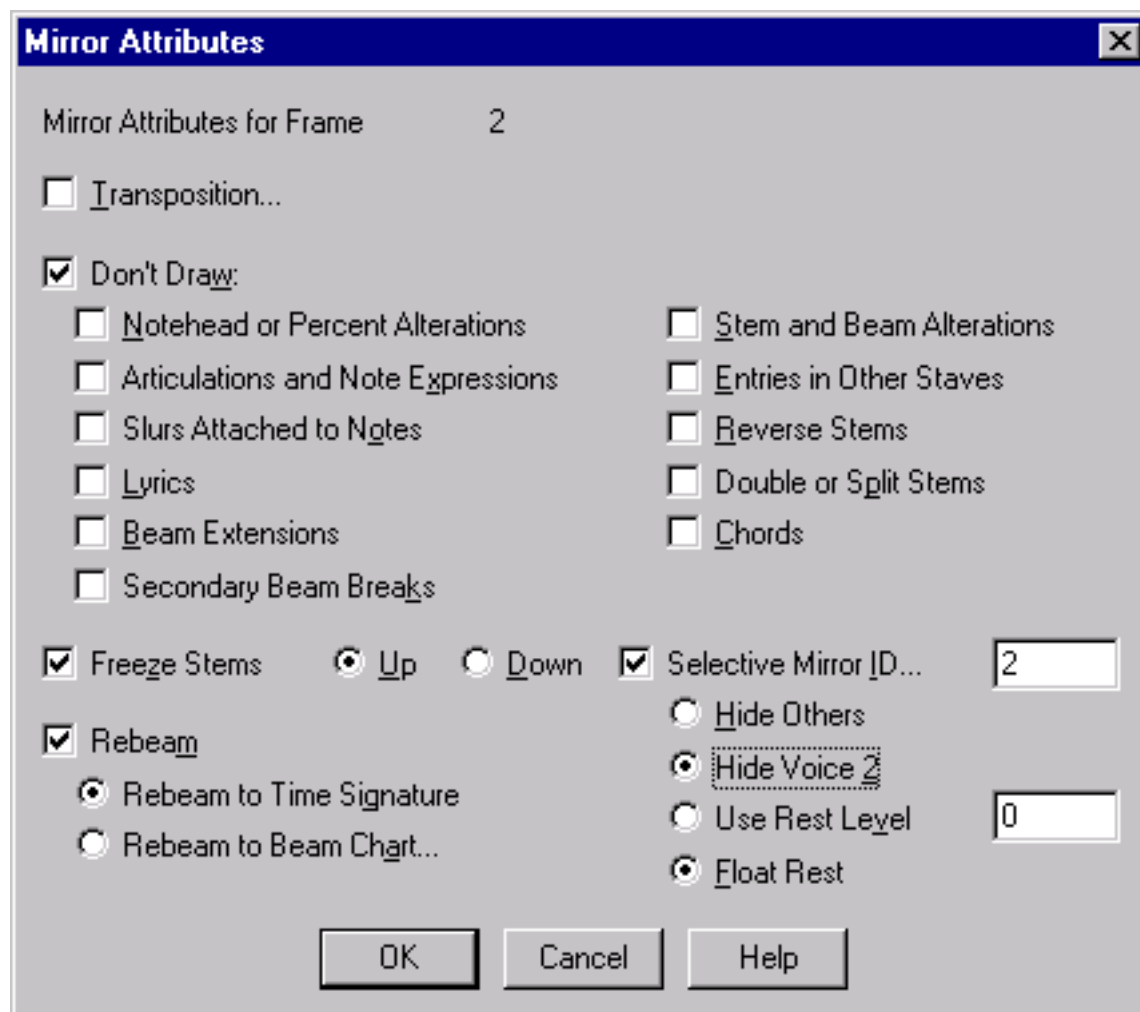 Mirror Attributes
Mirror Attributes for Frame 2
Transposition...
Don't Draw:
Notehead or Percent Alterations Stem and Beam Alterations
Articulations and Note Expressions Entries in Other Staves
Slurs Attached to Notes Reverse Stems
Lyrics Double or Split Stems
Beam Extensions Chords
Secondary Beam Breaks
Freeze Stems Up Down Selective Mirror ID... 2
Hide Others
Rebeam
Hide Voice 2
Rebeam to Time Signature
Use Rest Level 0
Rebeam to Beam Chart...
Float Rest
OK Cancel Help